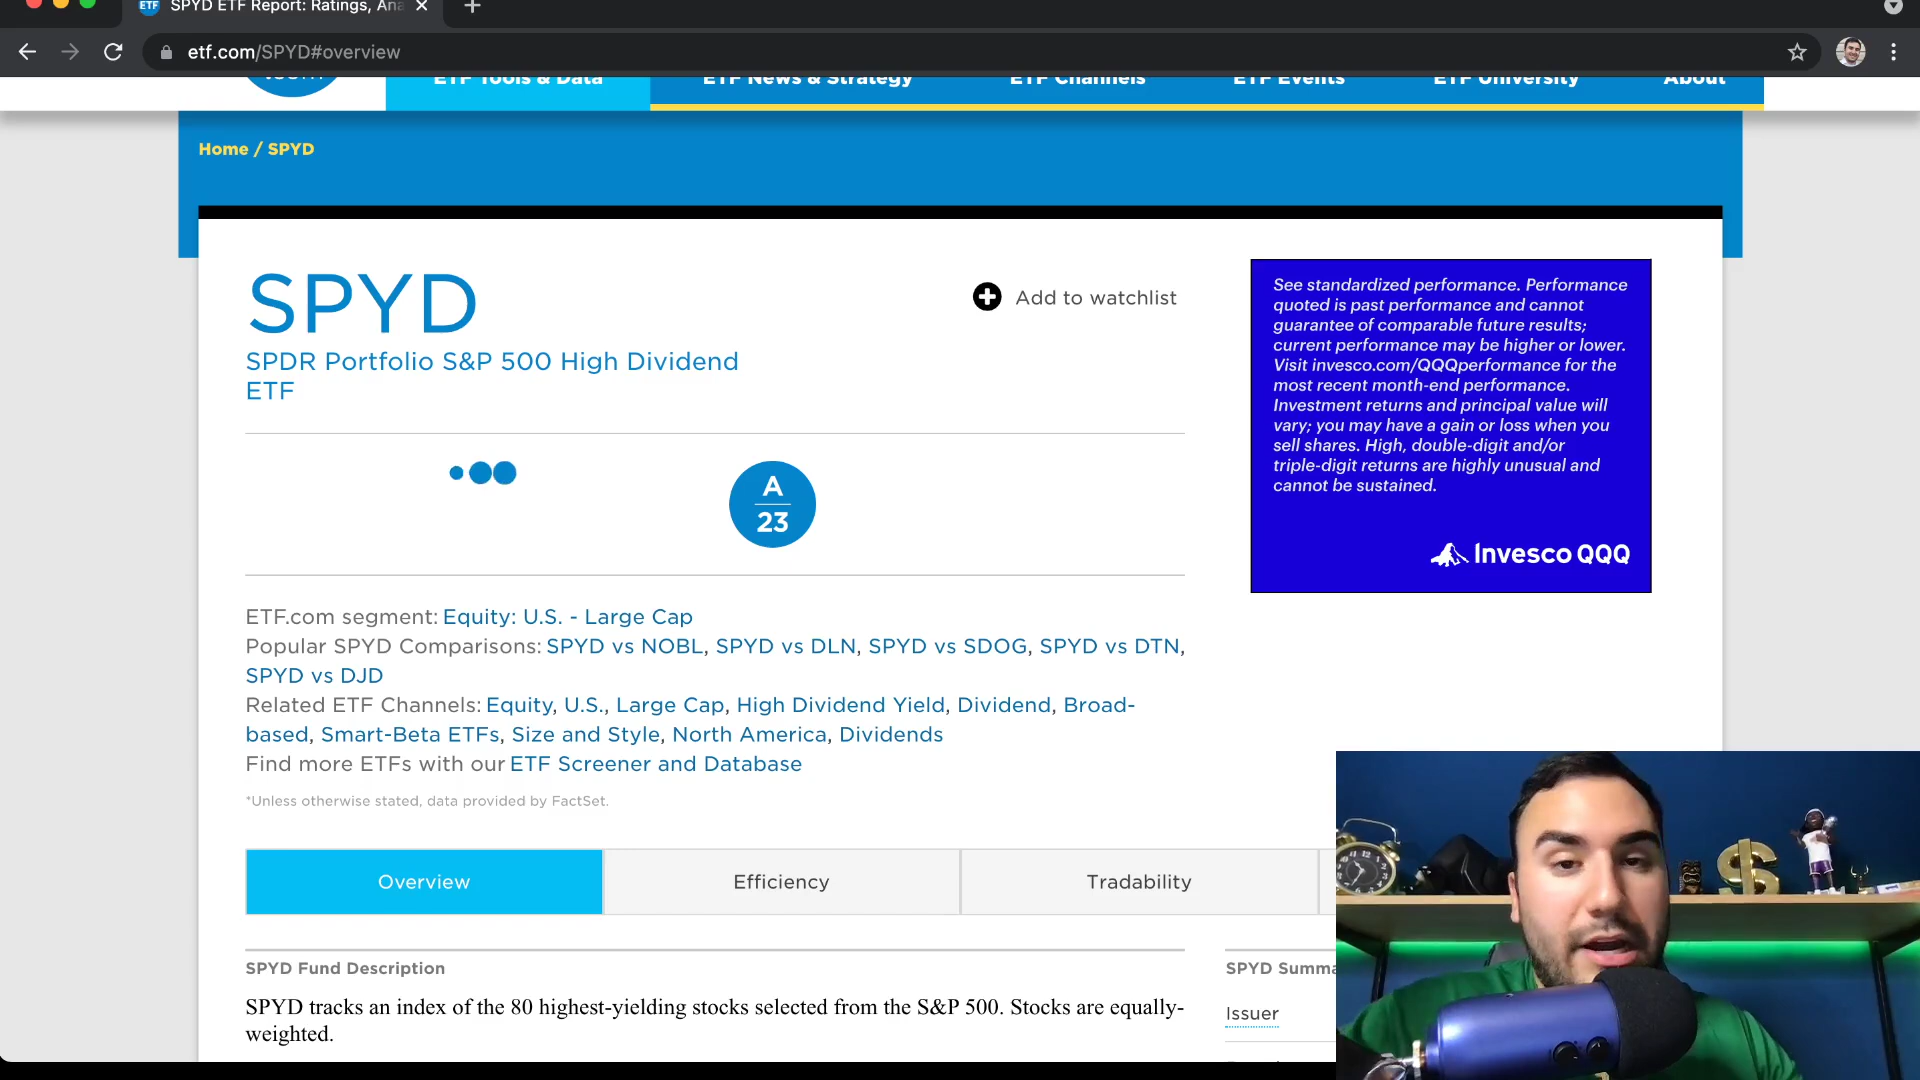 ETF SPYD ETF Report: Ratings, Ana
etf.com/SPYD#overview
ETF Tools & Data ETF News & Strategy ETF Channels ETF Events ETF University About
Home / SPYD
SPYD
Add to watchlist
SPDR Portfolio S&P 500 High Dividend
ETF
A
23
See standardized performance. Performance
quoted is past performance and cannot
guarantee of comparable future results;
current performance may be higher or lower.
Visit invesco.com/QQQperformance for the
most recent month-end performance.
Investment returns and principal value will
vary; you may have a gain or loss when you
sell shares. High, double-digit and/or
triple-digit returns are highly unusual and
cannot be sustained.
Invesco QQQ
ETF.com segment: Equity: U.S. - Large Cap
Popular SPYD Comparisons: SPYD vs NOBL, SPYD vs DLN, SPYD vs SDOG, SPYD vs DTN,
SPYD vs DJD
Related ETF Channels: Equity, U.S., Large Cap, High Dividend Yield, Dividend, Broad-
based, Smart-Beta ETFs, Size and Style, North America, Dividends
Find more ETFs with our ETF Screener and Database
*Unless otherwise stated, data provided by FactSet.
Overview Efficiency Tradability
SPYD Fund Description
SPYD tracks an index of the 80 highest-yielding stocks selected from the S&P 500. Stocks are equally-
weighted.
SPYD Summa
Issuer